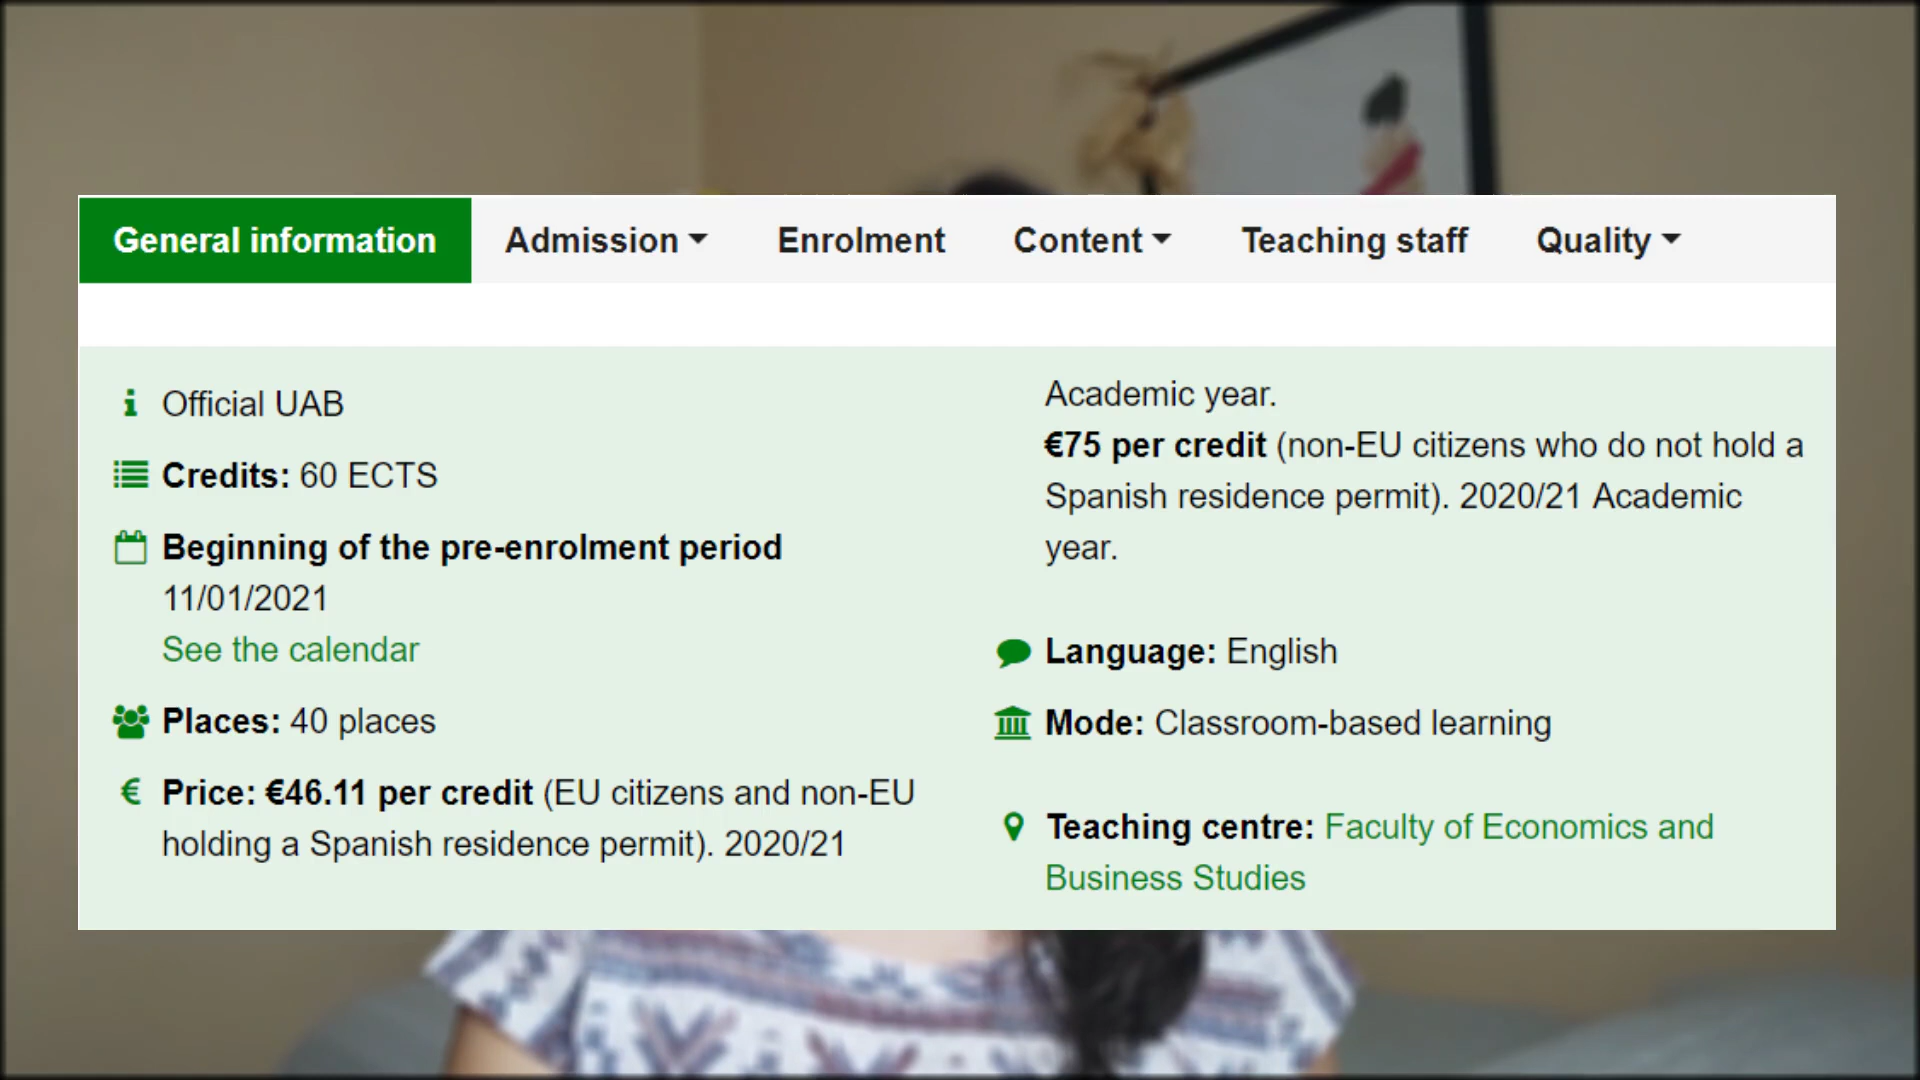 General information
Admission
Enrolment
Content
Teaching staff
Quality
Official UAB
Credits: 60 ECTS
Beginning of the pre-enrolment period
11/01/2021
See the calendar
Places: 40 places
€ Price: €46.11 per credit (EU citizens and non-EU
holding a Spanish residence permit). 2020/21
Academic year.
€75 per credit (non-EU citizens who do not hold a
Spanish residence permit). 2020/21 Academic
year.
Language: English
Mode: Classroom-based learning
Teaching centre: Faculty of Economics and
Business Studies